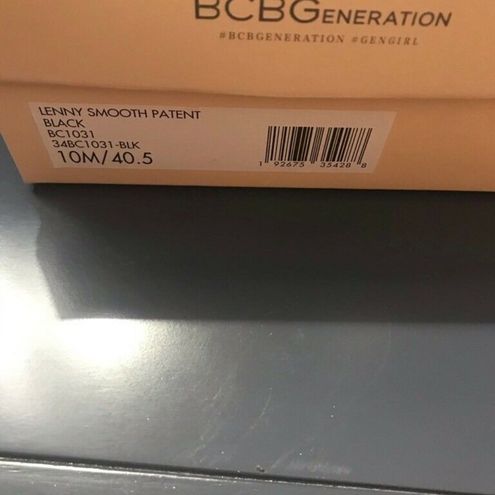 BCBGENERATION
#BCBGENERATION #GENGIRL
LENNY SMOOTH PATENT
BLACK
BC1031
34BC1031-BLK
10M/40.5
1 92675 35428 8